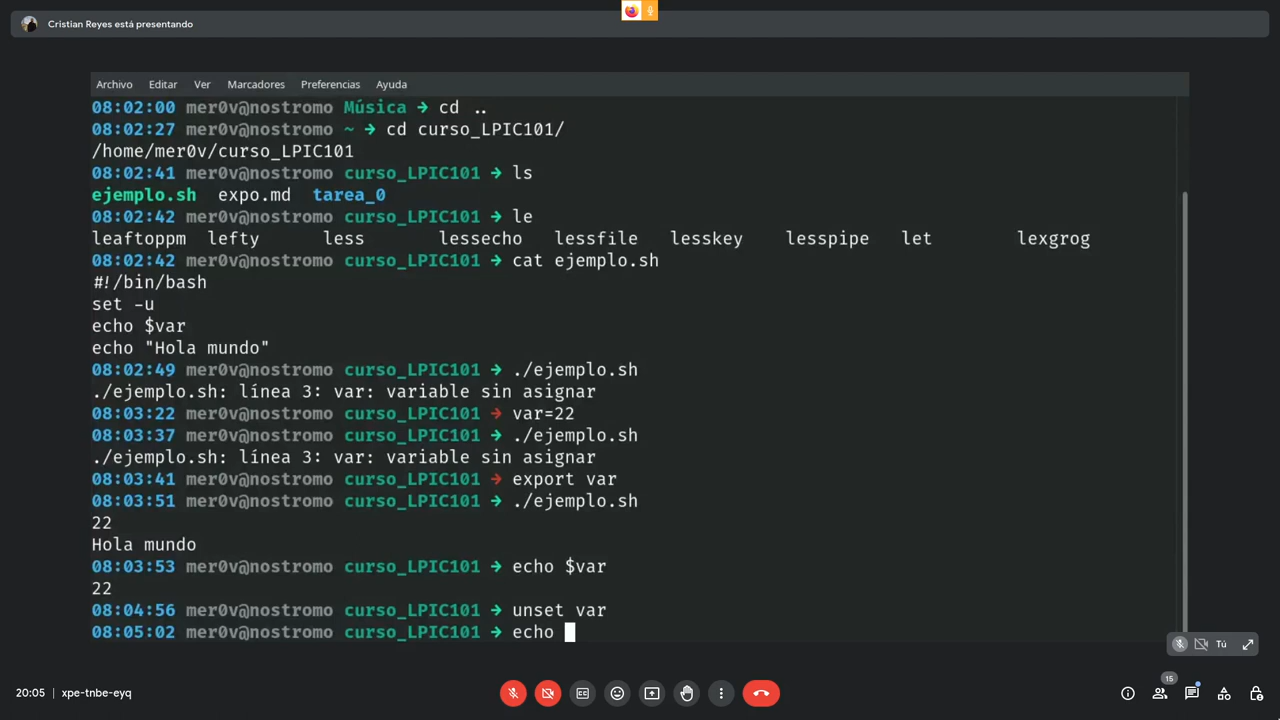 Cristian Reyes está presentando
Archivo Editar Ver Marcadores Preferencias Ayuda
08:02:00 mer0v@nostromo Música → cd ..
08:02:27 mer0v@nostromo ~ → cd curso_LPIC101/
/home/mer0v/curso_LPIC101
08:02:41 mer0v@nostromo curso_LPIC101 → ls
ejemplo.sh expo.md tarea_0
08:02:42 mer0v@nostromo curso_LPIC101 → le
leaftoppm lefty less lessecho lessfile lesskey lesspipe let lexgrog
08:02:42 mer0v@nostromo curso_LPIC101 → cat ejemplo.sh
#!/bin/bash
set -u
echo $var
echo "Hola mundo"
08:02:49 mer0v@nostromo curso_LPIC101 → ./ejemplo.sh
./ejemplo.sh: línea 3: var: variable sin asignar
08:03:22 mer0v@nostromo curso_LPIC101 → var=22
08:03:37 mer0v@nostromo curso_LPIC101 → ./ejemplo.sh
./ejemplo.sh: línea 3: var: variable sin asignar
08:03:41 mer0v@nostromo curso_LPIC101 → export var
08:03:51 mer0v@nostromo curso_LPIC101 → ./ejemplo.sh
22
Hola mundo
08:03:53 mer0v@nostromo curso_LPIC101 → echo $var
22
08:04:56 mer0v@nostromo curso_LPIC101 → unset var
08:05:02 mer0v@nostromo curso_LPIC101 → echo
Tú
20:05 | xpe-tnbe-eyq
15